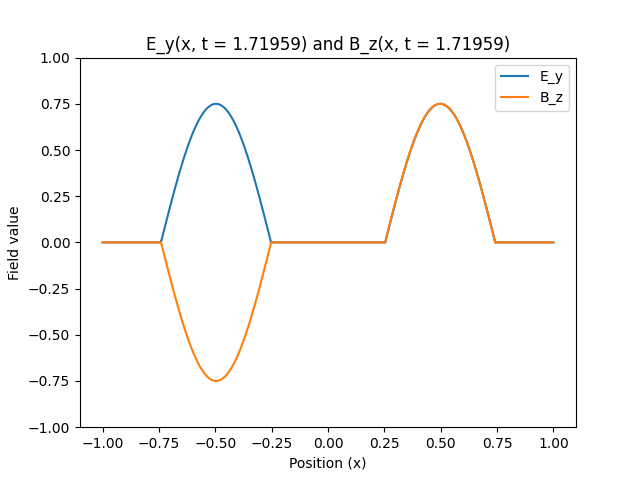 E_y(x, t = 1.71959) and B_z(x, t = 1.71959)
E_y
B_z
1.00
0.75
0.50
0.25
0.00
−0.25
−0.50
−0.75
−1.00
Field value
−1.00 −0.75 −0.50 −0.25 0.00 0.25 0.50 0.75 1.00
Position (x)